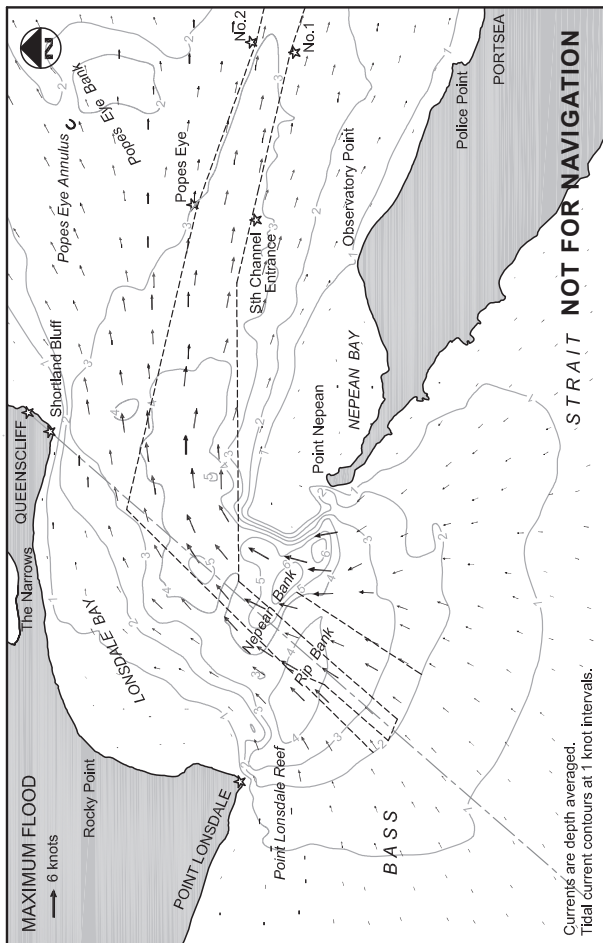 MAXIMUM FLOOD
6 knots
Rocky Point
POINT LONSDALE
The Narrows
QUEENSCLIFF
Shortland Bluff
LONSDALE BAY
Point Lonsdale Reef
Nepean Bank
Rip Bank
BASS
STRAIT
Popes Eye Annulus
Popes Eye Bank
Popes Eye
N
No.2
No.1
Sth Channel
Entrance
Observatory Point
Point Nepean
NEPEAN BAY
Police Point
PORTSEA
NOT FOR NAVIGATION
Currents are depth averaged.
Tidal current contours at 1 knot intervals.